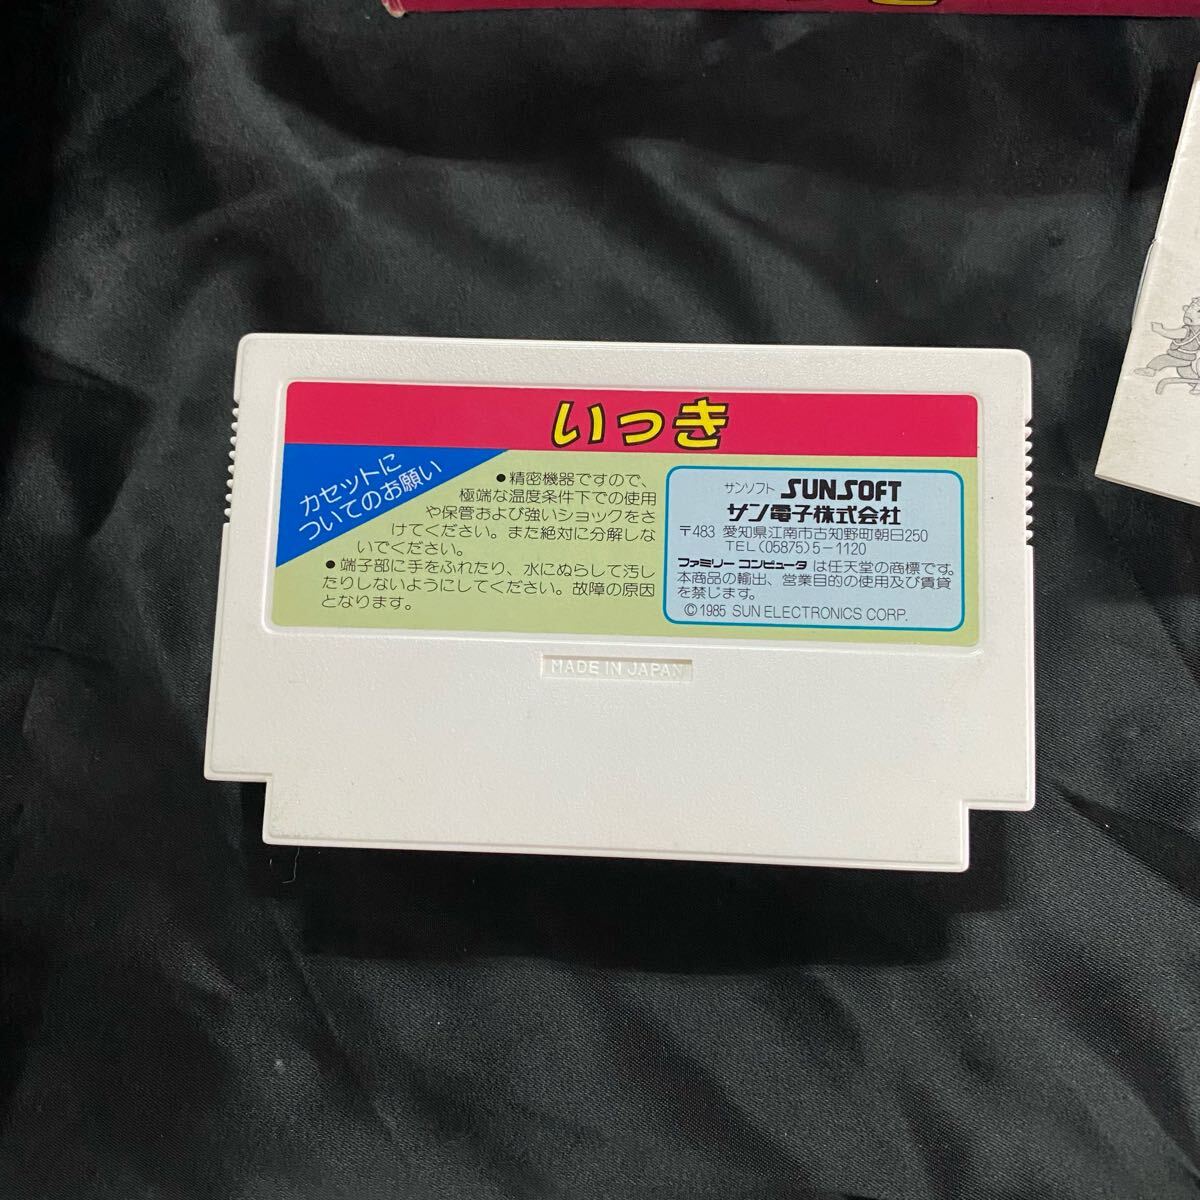 いっき
カセットに
ついてのお願い
●精密機器ですので、
極端な温度条件下での使用
や保管および強いショックをさ
けてください。また絶対に分解しな
いでください。
●端子部に手をふれたり、水にぬらして汚し
たりしないようにしてください。故障の原因
となります。
サンソフト SUNSOFT
サン電子株式会社
〒483 愛知県江南市古知野町朝日250
TEL(05875)5-1120
ファミリー コンピュータ は任天堂の商標です。
本商品の輸出、営業目的の使用及び賃貸
を禁じます。
©1985 SUN ELECTRONICS CORP.
MADE IN JAPAN